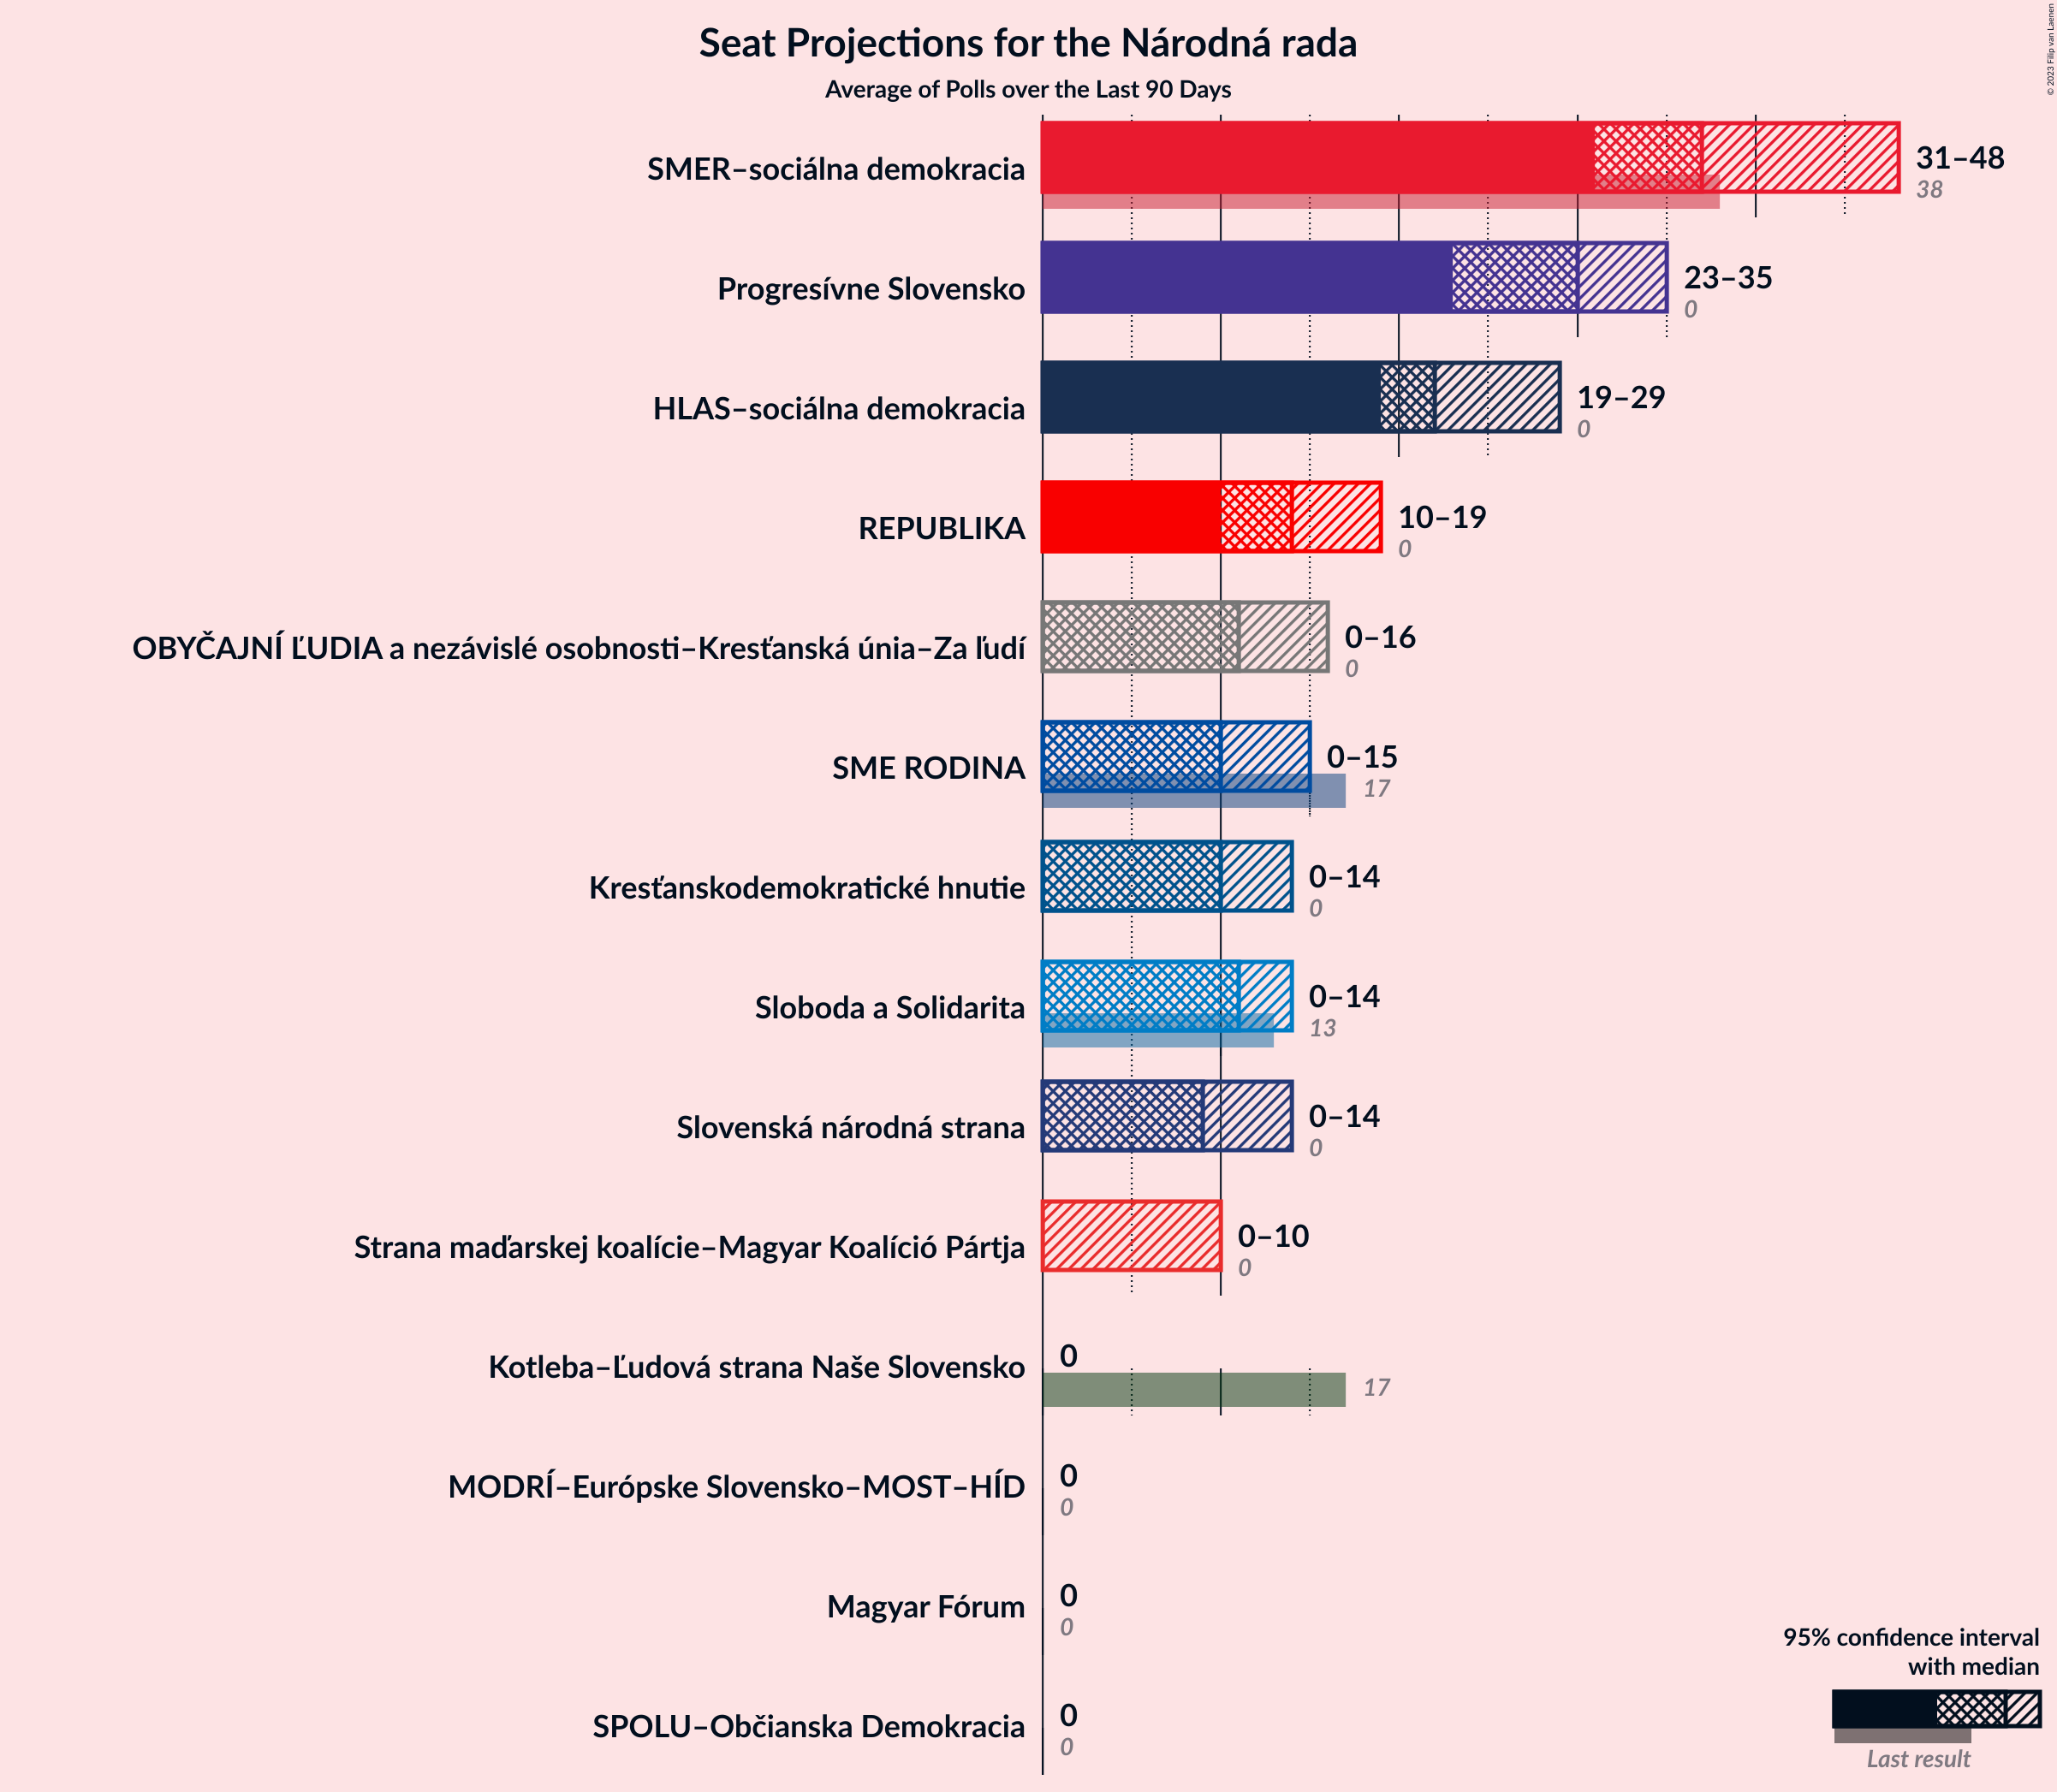 Seat Projections for the Národná rada
Average of Polls over the Last 90 Days
© 2023 Filip van Laenen
SMER–sociálna demokracia
31–48
38
Progresívne Slovensko
23–35
0
HLAS–sociálna demokracia
19–29
0
REPUBLIKA
10–19
0
OBYČAJNÍ ĽUDIA a nezávislé osobnosti–Kresťanská únia–Za ľudí
0–16
0
SME RODINA
0–15
17
Kresťanskodemokratické hnutie
0–14
0
Sloboda a Solidarita
0–14
13
Slovenská národná strana
0–14
0
Strana maďarskej koalície–Magyar Koalíció Pártja
0–10
0
Kotleba–Ľudová strana Naše Slovensko
0
17
MODRÍ–Európske Slovensko–MOST–HÍD
0
0
Magyar Fórum
0
0
SPOLU–Občianska Demokracia
0
0
95% confidence interval
with median
Last result